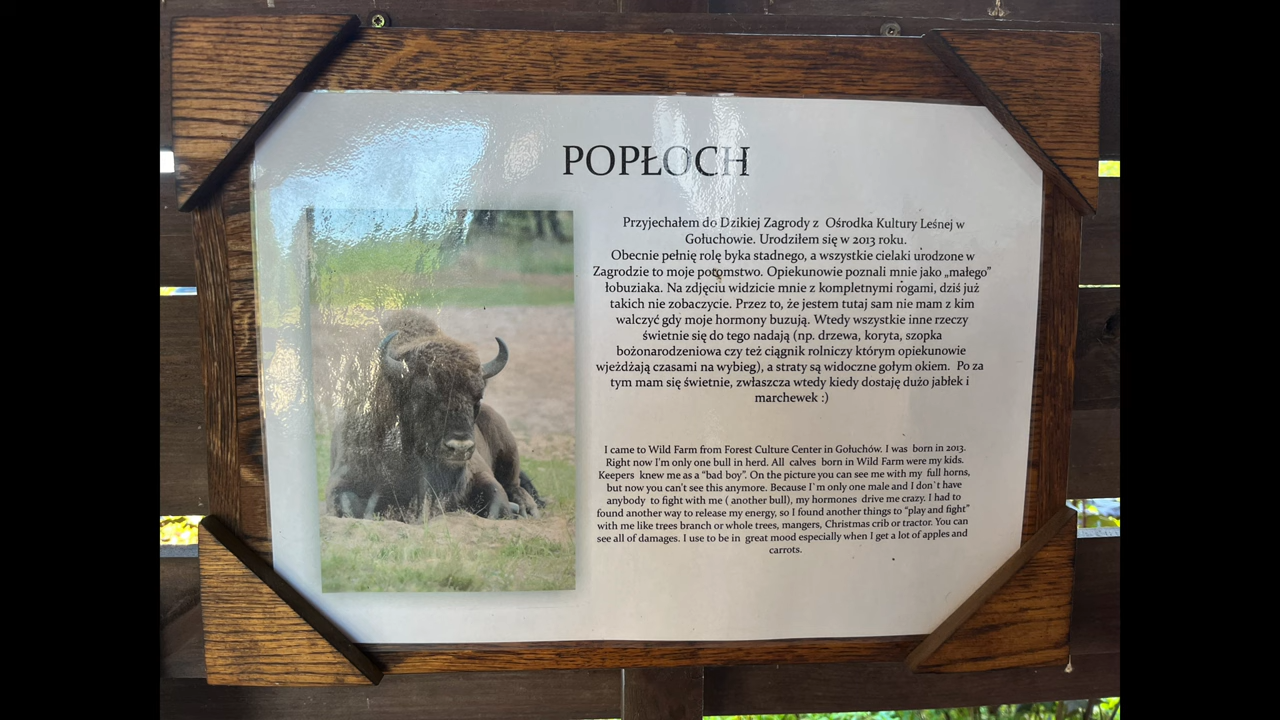 POPŁOCH
Przyjechałem do Dzikiej Zagrody z Ośrodka Kultury Leśnej w
Gołuchowie. Urodziłem się w 2013 roku.
Obecnie pełnię rolę byka stadnego, a wszystkie cielaki urodzone w
Zagrodzie to moje potomstwo. Opiekunowie poznali mnie jako „małego”
łobuziaka. Na zdjęciu widzicie mnie z kompletnymi rogami, dziś już
takich nie zobaczycie. Przez to, że jestem tutaj sam nie mam z kim
walczyć gdy moje hormony buzują. Wtedy wszystkie inne rzeczy
świetnie się do tego nadają (np. drzewa, koryta, szopka
bożonarodzeniowa czy też ciągnik rolniczy którym opiekunowie
wjeżdżają czasami na wybieg), a straty są widoczne gołym okiem. Po za
tym mam się świetnie, zwłaszcza wtedy kiedy dostaję dużo jabłek i
marchewek :)
I came to Wild Farm from Forest Culture Center in Gołuchów. I was born in 2013.
Right now I'm only one bull in herd. All calves born in Wild Farm were my kids.
Keepers knew me as a “bad boy”. On the picture you can see me with my full horns,
but now you can't see this anymore. Because I`m only one male and I don`t have
anybody to fight with me ( another bull), my hormones drive me crazy. I had to
found another way to release my energy, so I found another things to “play and fight”
with me like trees branch or whole trees, mangers, Christmas crib or tractor. You can
see all of damages. I use to be in great mood especially when I get a lot of apples and
carrots.